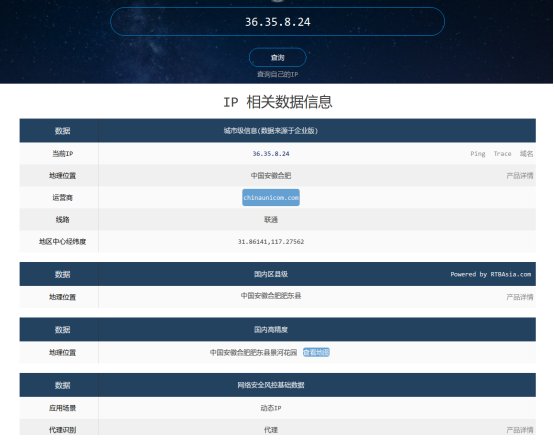 36.35.8.24
查询
查询自己的IP
IP 相关数据信息
数据 城市级信息(数据来源于企业版)
当前IP 36.35.8.24 Ping Trace 域名
地理位置 中国安徽合肥 产品详情
运营商 chinaunicom.com
线路 联通
地区中心经纬度 31.86141,117.27562
数据 国内区县级 Powered by RTBAsia.com
地理位置 中国安徽合肥肥东县 产品详情
数据 国内高精度
地理位置 中国安徽合肥肥东县景河花园 查看地图
数据 网络安全风控基础数据
应用场景 动态IP
代理识别 代理 产品详情